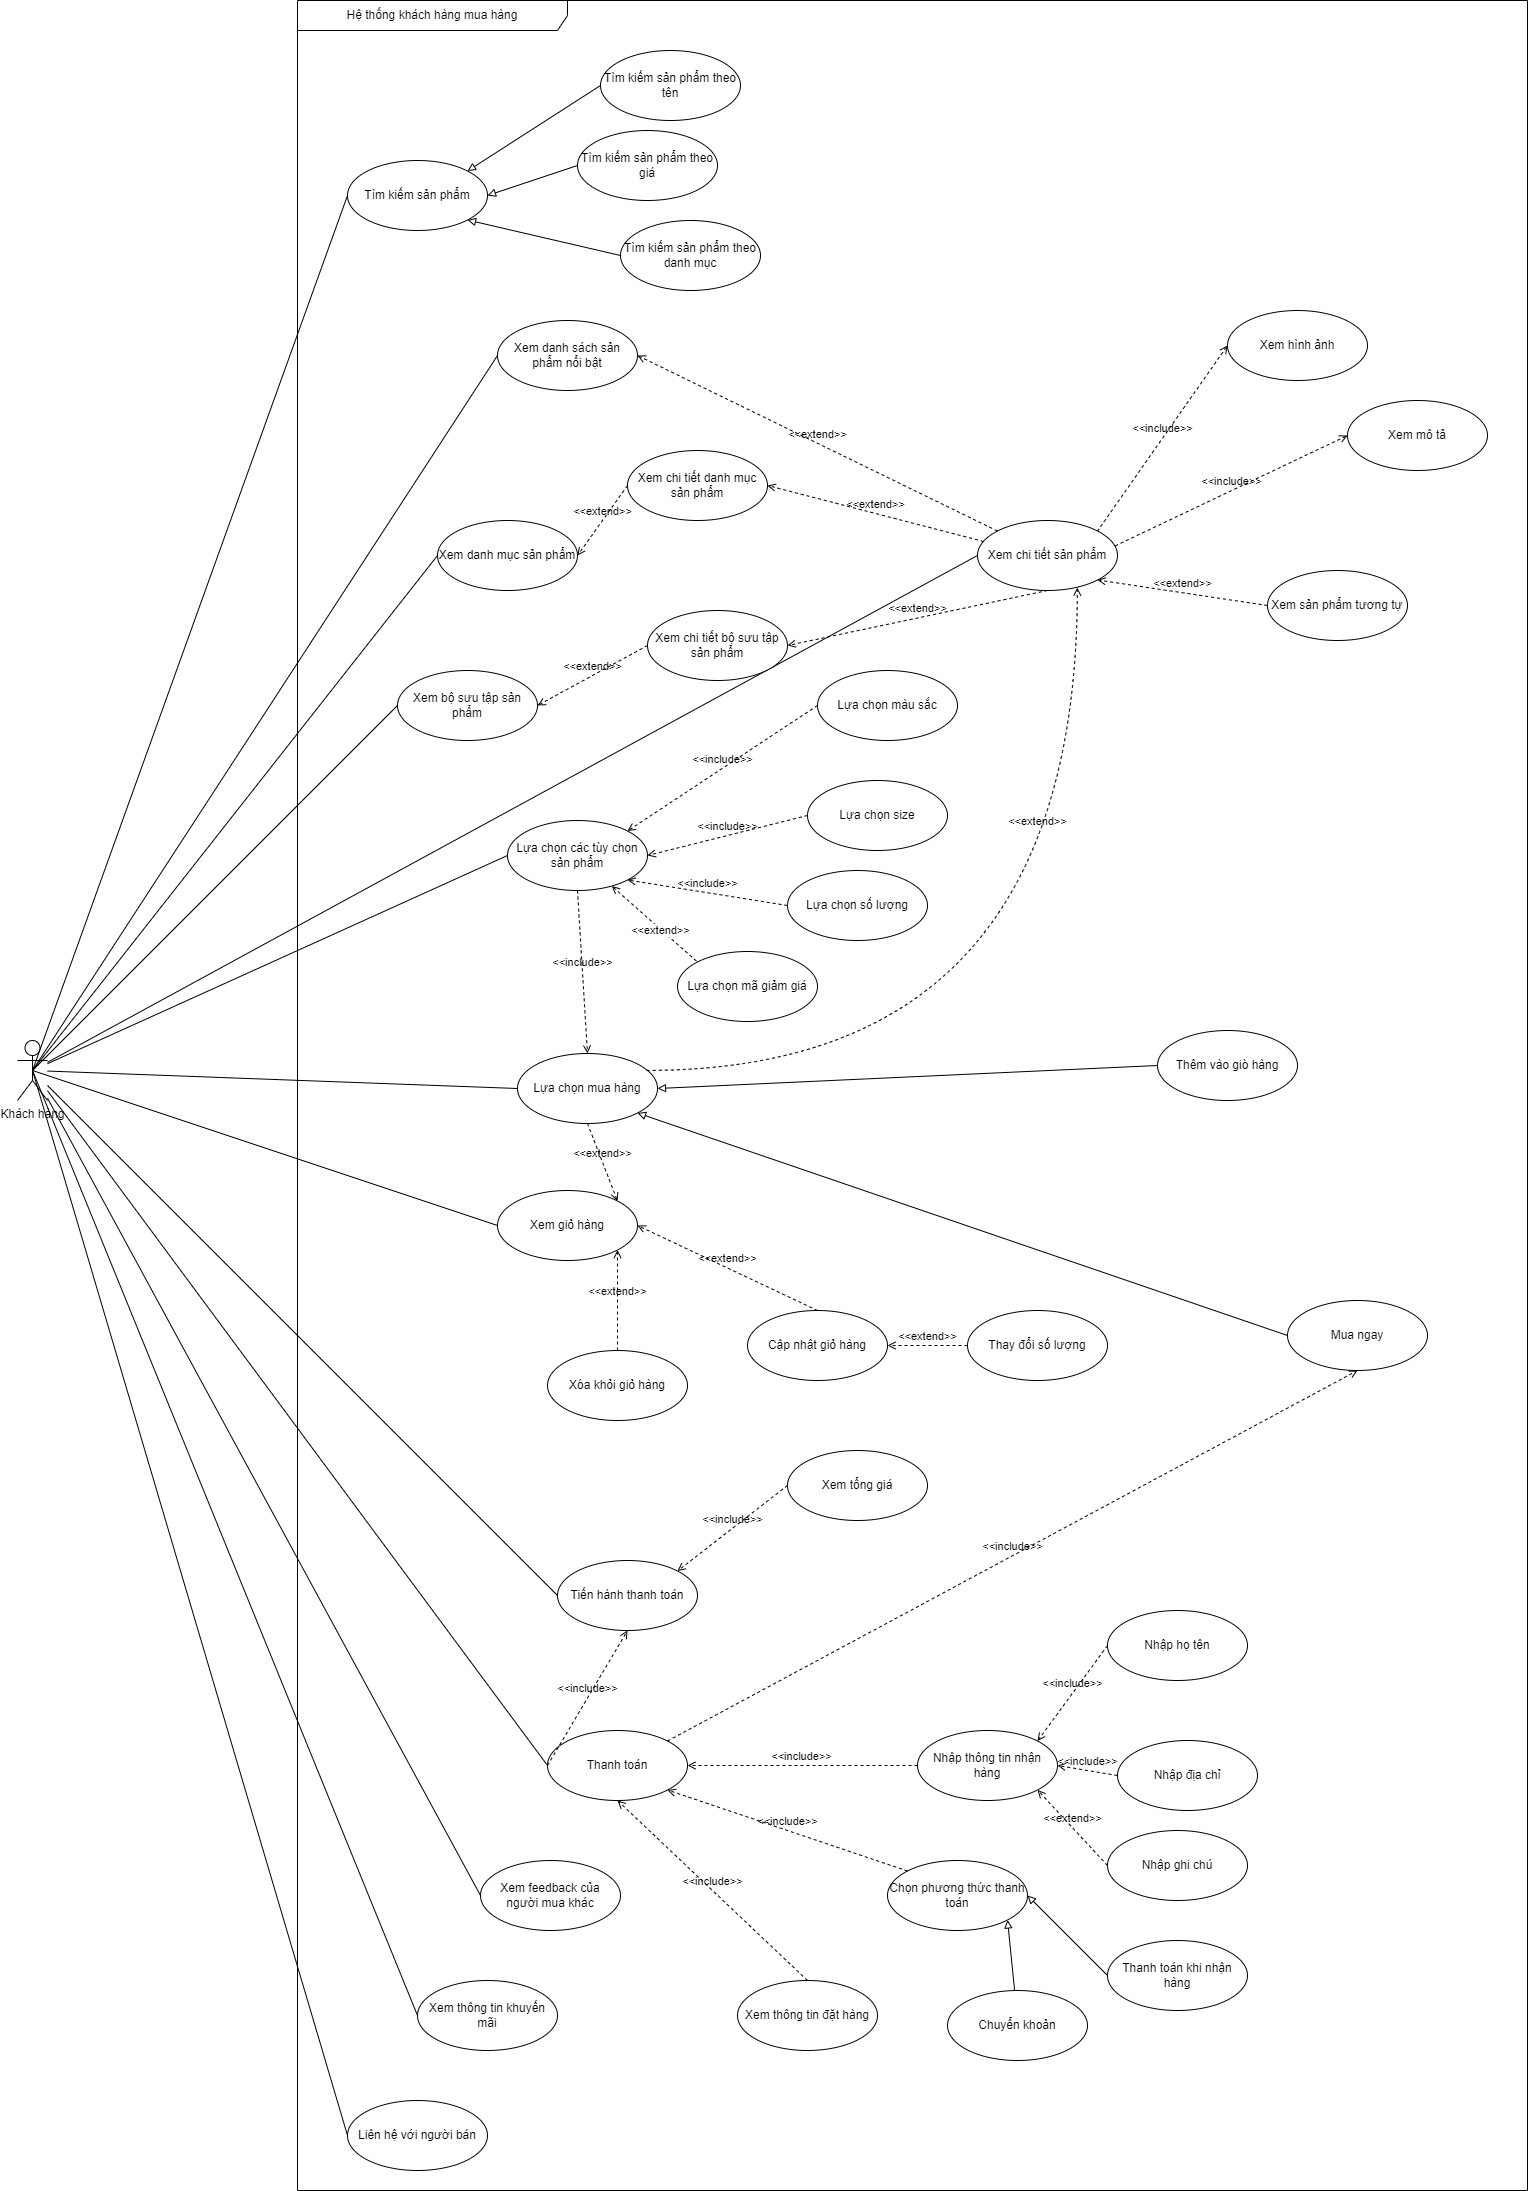 Hệ thống khách hàng mua hàng
Tìm kiếm sản phẩm theo
tên
Tìm kiếm sản phẩm theo
giá
Tìm kiếm sản phẩm
Tìm kiếm sản phẩm theo
danh mục
Xem danh sách sản
phẩm nổi bật
Xem hình ảnh
<<extend>>
<<include>>
Xem mô tả
Xem chi tiết danh mục
sản phẩm
<<include>>
<<extend>>
<<extend>>
Xem danh mục sản phẩm
Xem chi tiết sản phẩm
<<extend>>
Xem sản phẩm tương tự
<<extend>>
Xem chi tiết bộ sưu tập
sản phẩm
<<extend>>
Xem bộ sưu tập sản
phẩm
Lựa chọn màu sắc
<<include>>
Lựa chọn size
<<include>>
<<extend>>
Lựa chọn các tùy chọn
sản phẩm
<<include>>
Lựa chọn số lượng
<<extend>>
<<include>>
Lựa chọn mã giảm giá
Thêm vào giỏ hàng
Lựa chọn mua hàng
Khách hàng
<<extend>>
Xem giỏ hàng
<<extend>>
<<extend>>
Cập nhật giỏ hàng
<<extend>>
Thay đổi số lượng
Mua ngay
Xóa khỏi giỏ hàng
Xem tổng giá
<<include>>
<<include>>
Tiến hành thanh toán
Nhập họ tên
<<include>>
<<include>>
Thanh toán
<<include>>
Nhập thông tin nhận
hàng
<<include>>
Nhập địa chỉ
<<include>>
<<extend>>
Nhập ghi chú
<<include>>
Xem feedback của
người mua khác
Chọn phương thức thanh
toán
Thanh toán khi nhận
hàng
Xem thông tin khuyến
mãi
Xem thông tin đặt hàng
Chuyển khoản
Liên hệ với người bán